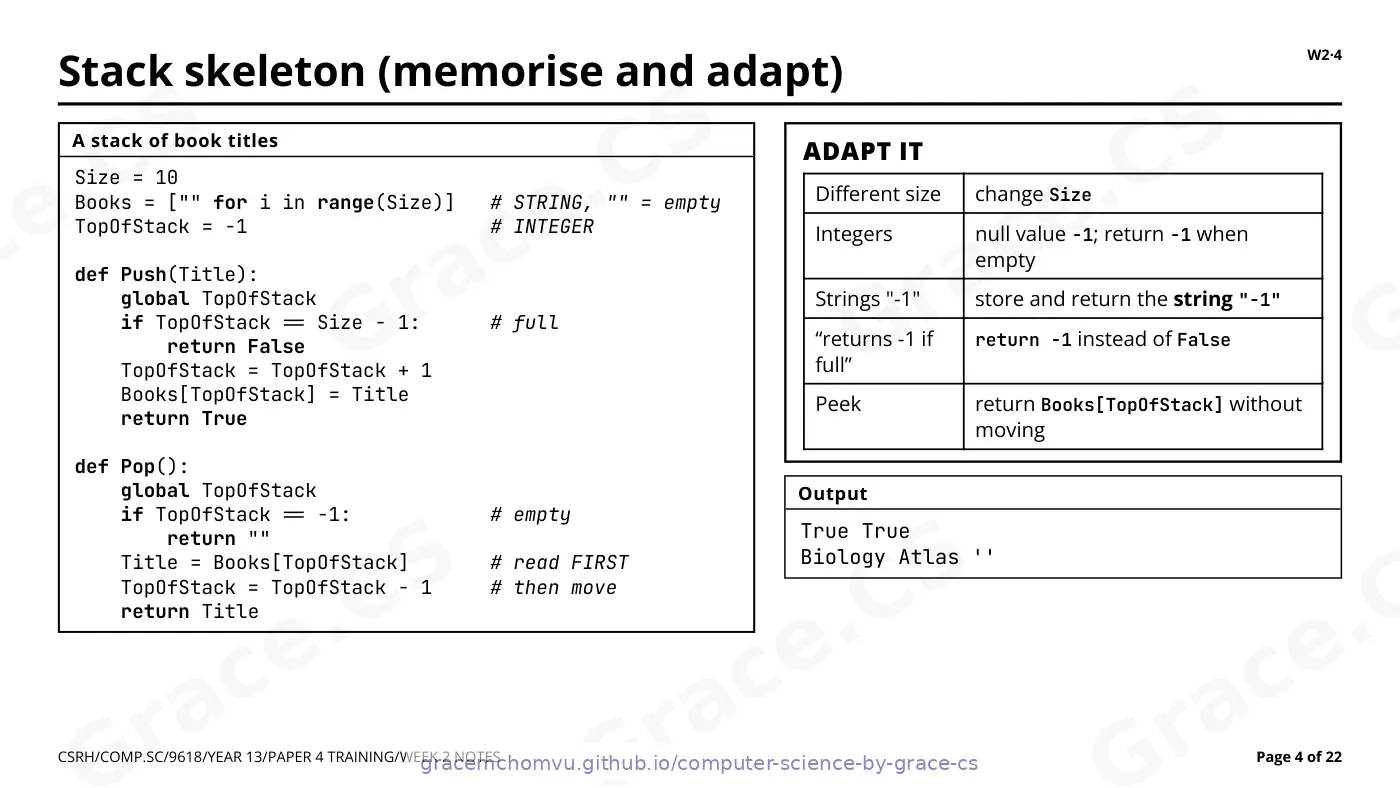 Stack skeleton (memorise and adapt)
W2·4
A stack of book titles
Size = 10
Books = ["" for i in range(Size)]   # STRING, "" = empty
TopOfStack = -1                     # INTEGER
def Push(Title):
    global TopOfStack
    if TopOfStack == Size - 1:      # full
        return False
    TopOfStack = TopOfStack + 1
    Books[TopOfStack] = Title
    return True
def Pop():
    global TopOfStack
    if TopOfStack == -1:            # empty
        return ""
    Title = Books[TopOfStack]       # read FIRST
    TopOfStack = TopOfStack - 1     # then move
    return Title
ADAPT IT
Different size change Size
Integers null value -1; return -1 when
empty
Strings "-1" store and return the string "-1"
“returns -1 if return -1 instead of False
full”
Peek return Books[TopOfStack] without
moving
Output
True True
Biology Atlas ''
CSRH/COMP.SC/9618/YEAR 13/PAPER 4 TRAINING/WEEK 2 NOTES
gracemchomvu.github.io/computer-science-by-grace-cs
Page 4 of 22
Grace.CS